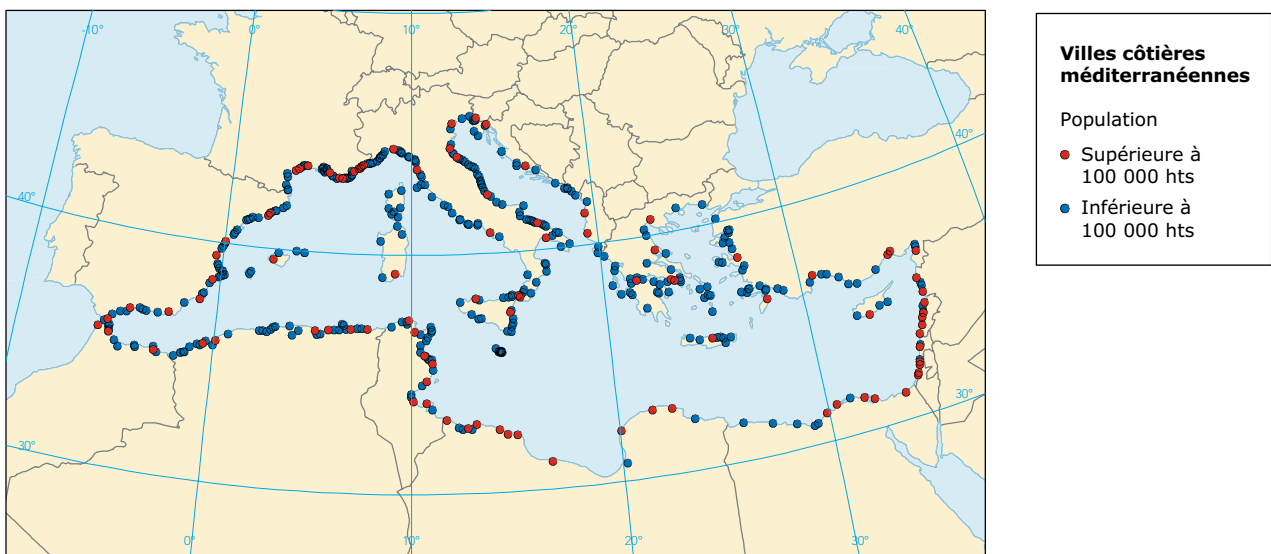 -10° 0° 10° 20° 30° 40°
40°
40°
30°
30°
0° 10° 20° 30°
Villes côtières
méditerranéennes
Population
Supérieure à
100 000 hts
Inférieure à
100 000 hts